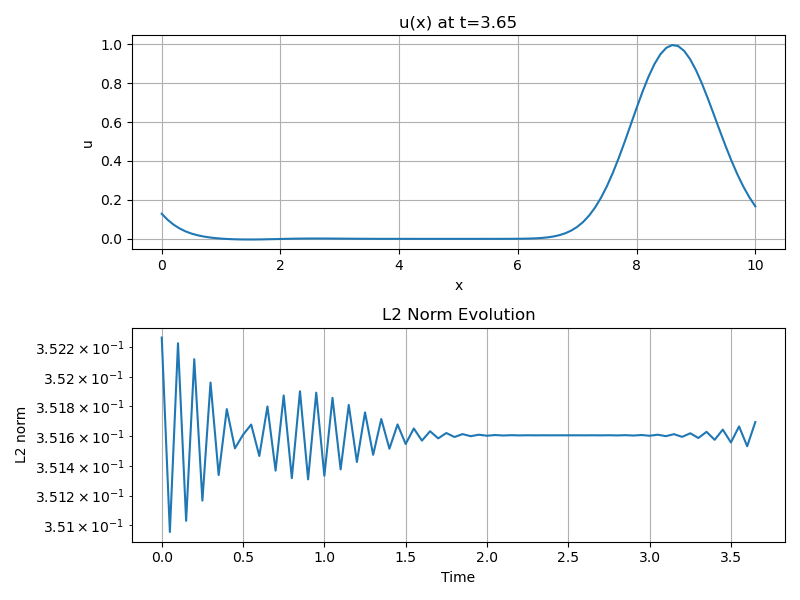 u(x) at t=3.65
1.0
0.8
0.6
0.4
0.2
0.0
u
0 2 4 6 8 10
x
L2 Norm Evolution
3.522 × 10⁻¹
3.52 × 10⁻¹
3.518 × 10⁻¹
3.516 × 10⁻¹
3.514 × 10⁻¹
3.512 × 10⁻¹
3.51 × 10⁻¹
L2 norm
0.0 0.5 1.0 1.5 2.0 2.5 3.0 3.5
Time